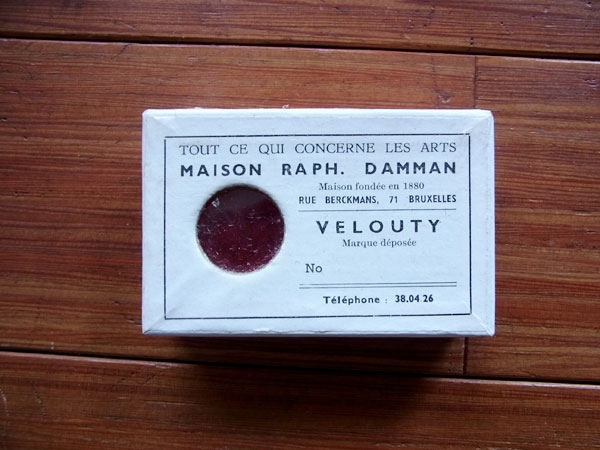 TOUT CE QUI CONCERNE LES ARTS
MAISON RAPH. DAMMAN
Maison fondée en 1880
RUE BERCKMANS, 71 BRUXELLES
VELOUTY
Marque déposée
No
Téléphone : 38.04 26